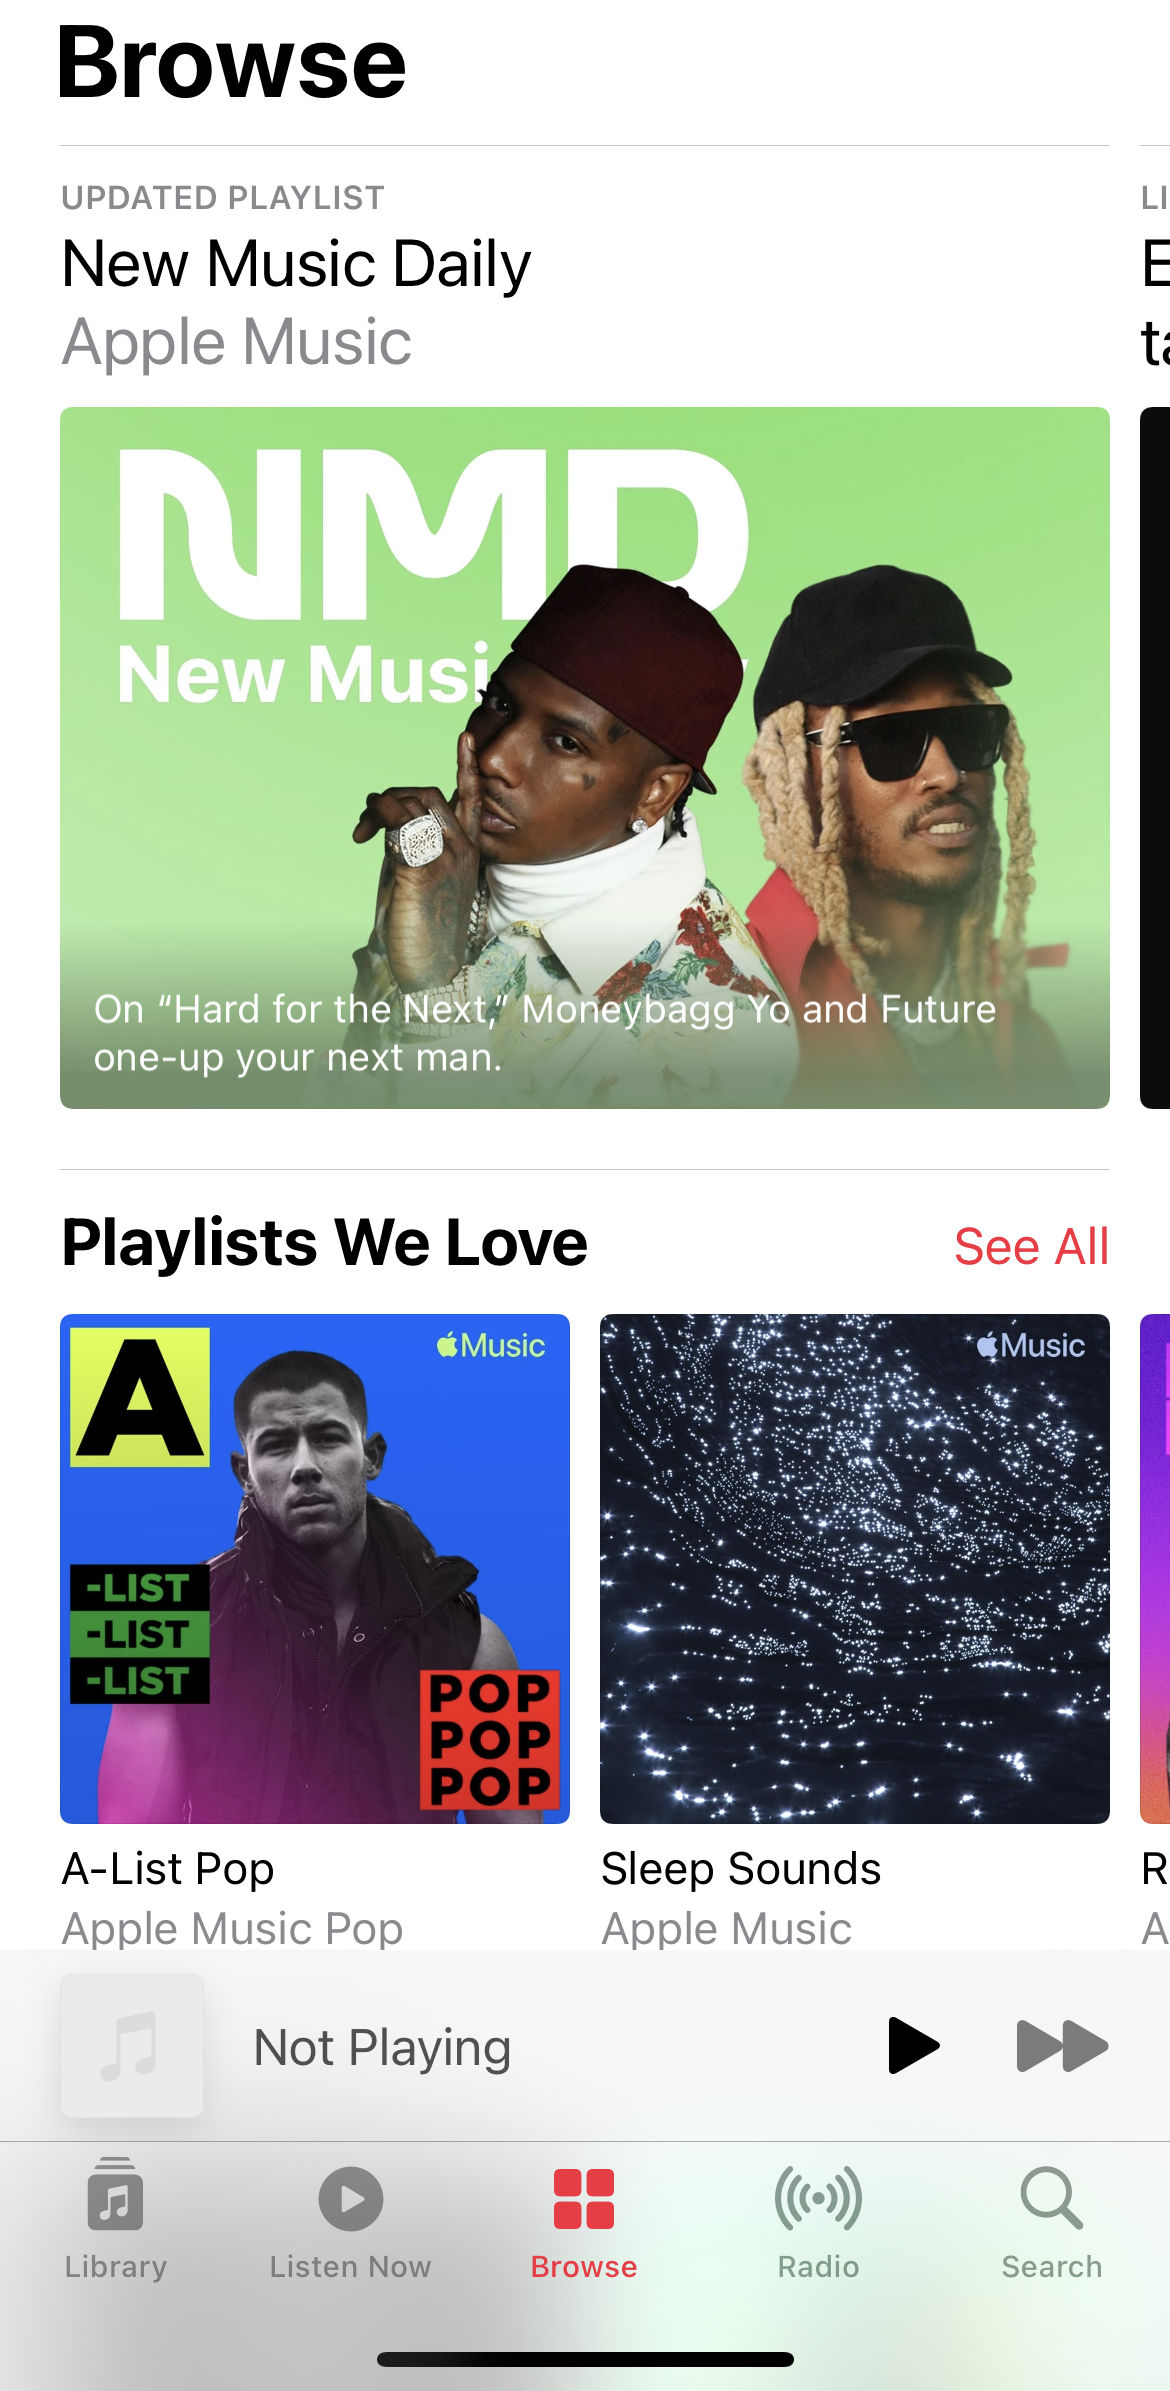 Browse
UPDATED PLAYLIST
New Music Daily
Apple Music
NMD
New Musi
On “Hard for the Next,” Moneybagg Yo and Future
one-up your next man.
Playlists We Love
See All
A
Music
-LIST
-LIST
-LIST
POP
POP
POP
Music
A-List Pop
Apple Music Pop
Sleep Sounds
Apple Music
Not Playing
Library
Listen Now
Browse
Radio
Search